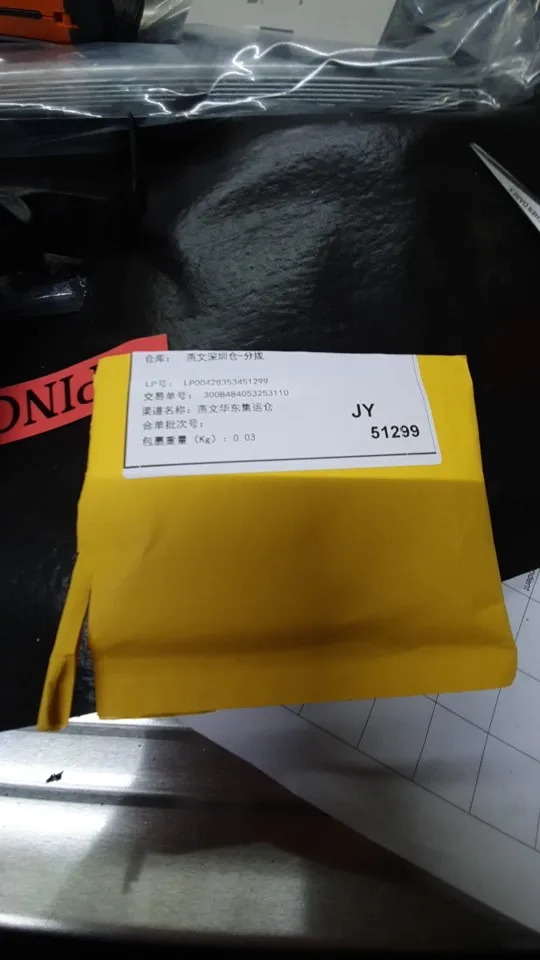 仓库： 燕文深圳仓-分拨
LP号： LP00428353451299
交易单号： 3008484053253110
渠道名称：燕文华东集运仓
合单批次号：
包裹重量（Kg）：0.03
JY
51299
PING